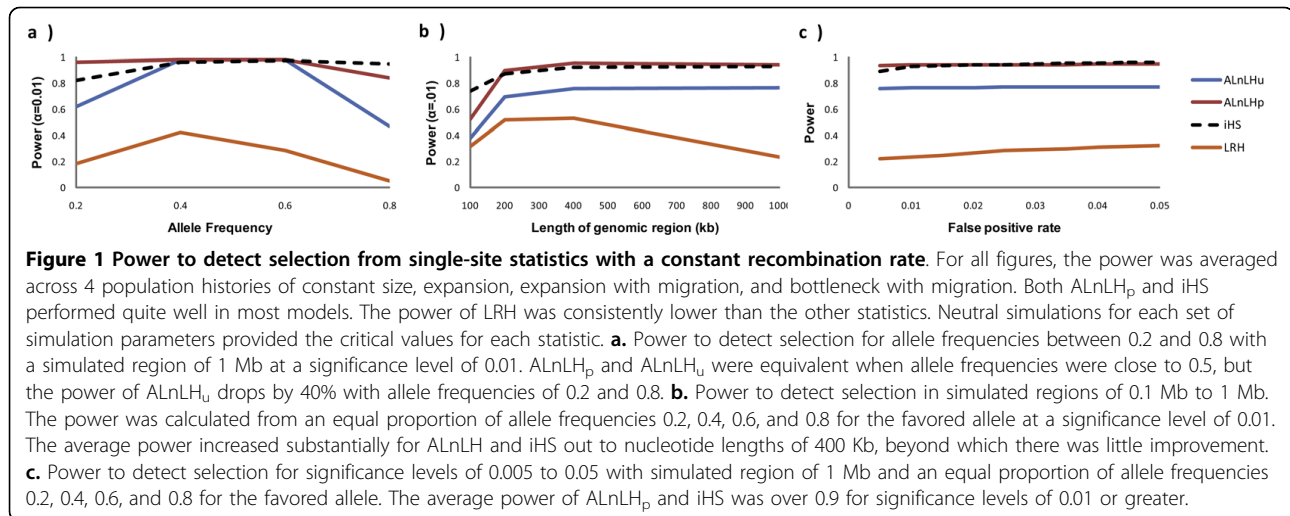 a )
b )
c )
Power (α=0.01)
1
0.8
0.6
0.4
0.2
0
0.2
0.4
0.6
0.8
Allele Frequency
Power (α=.01)
1
0.8
0.6
0.4
0.2
0
100 200 300 400 500 600 700 800 900 1000
Length of genomic region (kb)
Power
1
0.8
0.6
0.4
0.2
0
0
0.01
0.02
0.03
0.04
0.05
False positive rate
ALnLHu
ALnLHp
iHS
LRH
Figure 1 Power to detect selection from single-site statistics with a constant recombination rate. For all figures, the power was averaged
across 4 population histories of constant size, expansion, expansion with migration, and bottleneck with migration. Both ALnLHp and iHS
performed quite well in most models. The power of LRH was consistently lower than the other statistics. Neutral simulations for each set of
simulation parameters provided the critical values for each statistic. a. Power to detect selection for allele frequencies between 0.2 and 0.8 with
a simulated region of 1 Mb at a significance level of 0.01. ALnLHp and ALnLHu were equivalent when allele frequencies were close to 0.5, but
the power of ALnLHu drops by 40% with allele frequencies of 0.2 and 0.8. b. Power to detect selection in simulated regions of 0.1 Mb to 1 Mb.
The power was calculated from an equal proportion of allele frequencies 0.2, 0.4, 0.6, and 0.8 for the favored allele at a significance level of 0.01.
The average power increased substantially for ALnLH and iHS out to nucleotide lengths of 400 Kb, beyond which there was little improvement.
c. Power to detect selection for significance levels of 0.005 to 0.05 with simulated region of 1 Mb and an equal proportion of allele frequencies
0.2, 0.4, 0.6, and 0.8 for the favored allele. The average power of ALnLHp and iHS was over 0.9 for significance levels of 0.01 or greater.